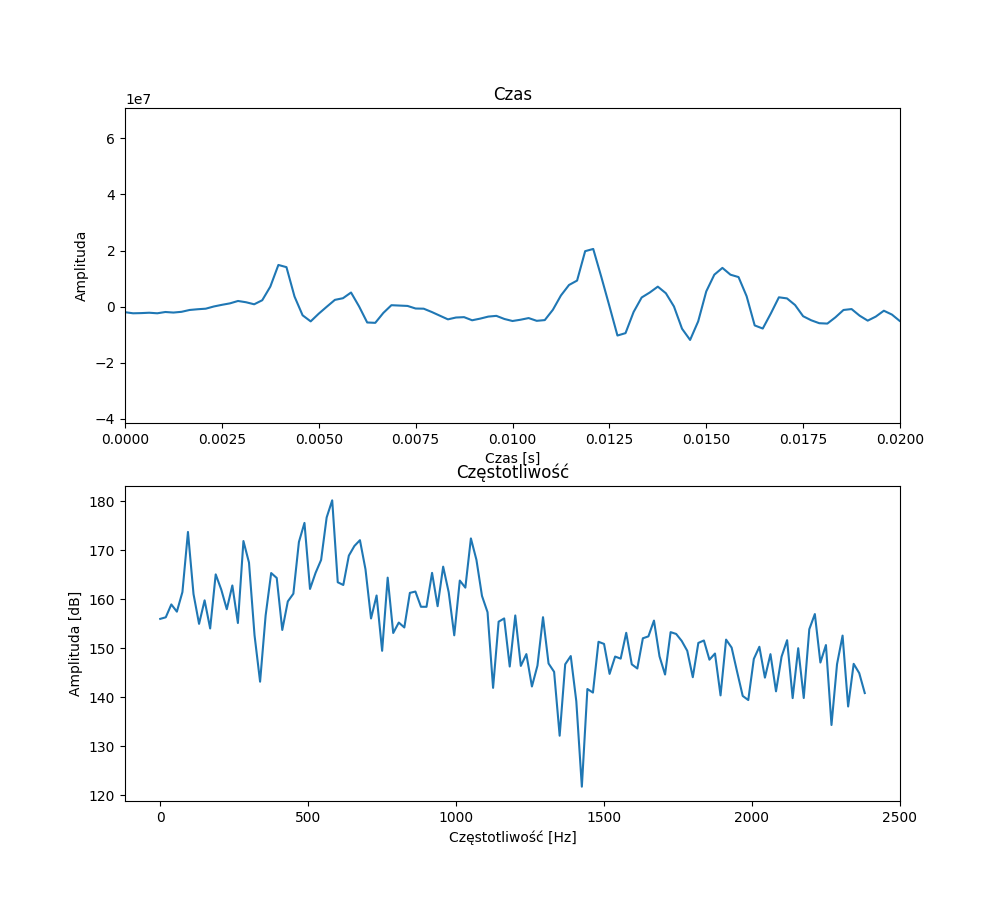 Czas
1e7
6
4
2
0
−2
−4
Amplituda
0.0000 0.0025 0.0050 0.0075 0.0100 0.0125 0.0150 0.0175 0.0200
Czas [s]
Częstotliwość
180
170
160
150
140
130
120
Amplituda [dB]
0 500 1000 1500 2000 2500
Częstotliwość [Hz]